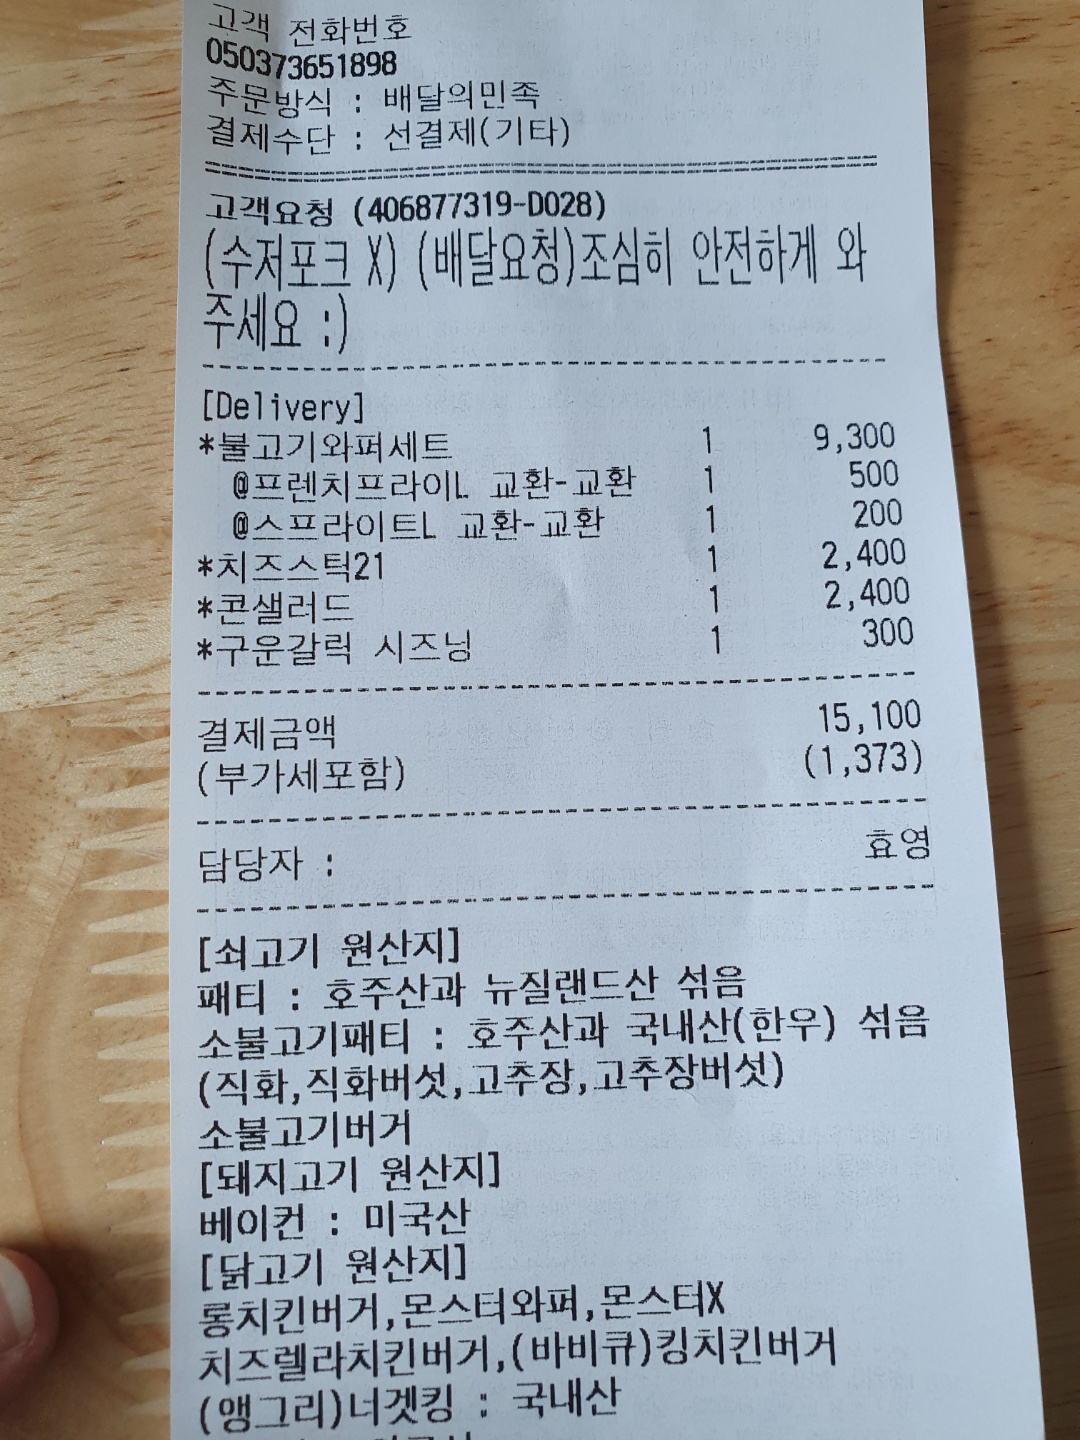 고객 전화번호
050373651898
주문방식 : 배달의민족
결제수단 : 선결제(기타)
고객요청 (406877319-D028)
(수저포크 X) (배달요청)조심히 안전하게 와
주세요 :)
[Delivery]
*불고기와퍼세트 1 9,300
@프렌치프라이L 교환-교환 1 500
@스프라이트L 교환-교환 1 200
*치즈스틱21 1 2,400
*콘샐러드 1 2,400
*구운갈릭 시즈닝 1 300
결제금액 15,100
(부가세포함) (1,373)
담당자 : 효영
[쇠고기 원산지]
패티 : 호주산과 뉴질랜드산 섞음
소불고기패티 : 호주산과 국내산(한우) 섞음
(직화,직화버섯,고추장,고추장버섯)
소불고기버거
[돼지고기 원산지]
베이컨 : 미국산
[닭고기 원산지]
롱치킨버거,몬스터와퍼,몬스터X
치즈렐라치킨버거,(바비큐)킹치킨버거
(앵그리)너겟킹 : 국내산